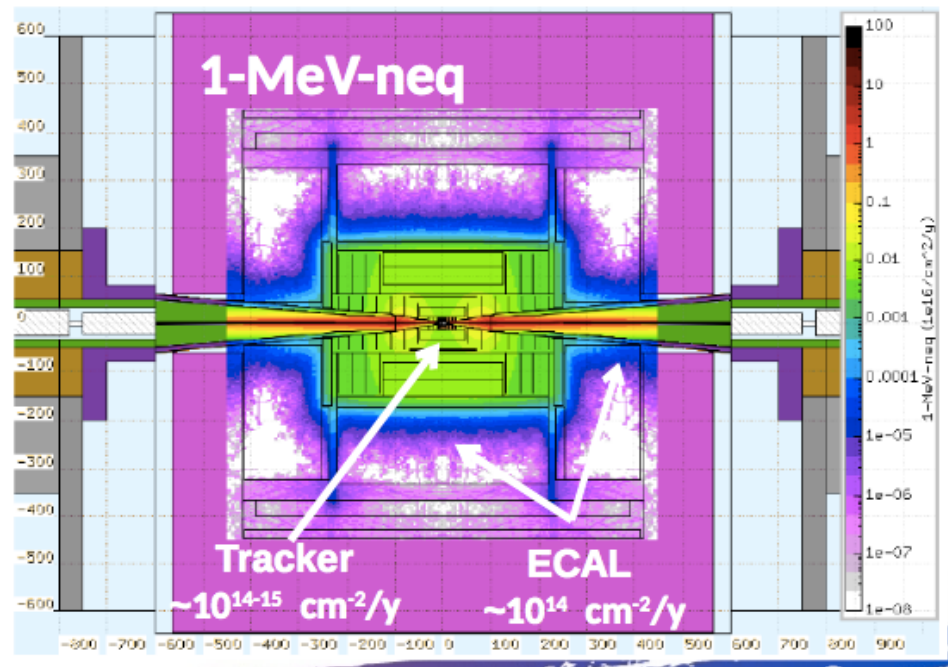 600
500
400
300
200
100
0
-100
-200
-300
-400
-500
-600
1-MeV-neq
Tracker
~10¹⁴⁻¹⁵ cm⁻²/y
ECAL
~10¹⁴ cm⁻²/y
-800 -700 -600 -500 -400 -300 -200 -100 0 100 200 300 400 500 600 700 800 900
100
10
1
0.1
0.01
0.001
0.0001
1e-05
1e-06
1e-07
1e-08
1-MeV-neq (1e16/cm^2/y)